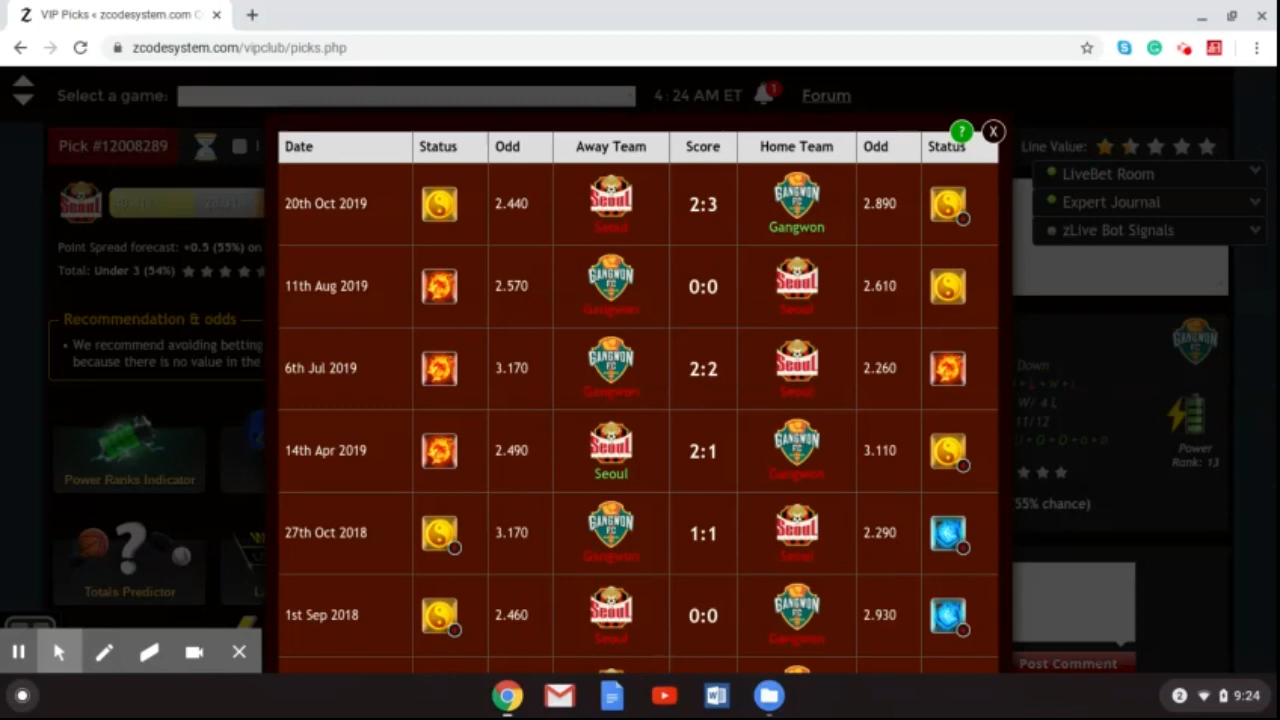 VIP Picks « zcodesystem.com
zcodesystem.com/vipclub/picks.php
Select a game:
4:24 AM ET
1
Forum
Pick #12008289
Line Value:
Date Status Odd Away Team Score Home Team Odd Status
?
X
LiveBet Room
Expert Journal
zLive Bot Signals
20th Oct 2019 2.440 Seoul 2:3 Gangwon 2.890
11th Aug 2019 2.570 Gangwon 0:0 Seoul 2.610
6th Jul 2019 3.170 Gangwon 2:2 Seoul 2.260
14th Apr 2019 2.490 Seoul 2:1 Gangwon 3.110
27th Oct 2018 3.170 Gangwon 1:1 Seoul 2.290
1st Sep 2018 2.460 Seoul 0:0 Gangwon 2.930
Point Spread forecast: +0.5 (55%) on
Total: Under 3 (54%)
Recommendation & odds
• We recommend avoiding betting
because there is no value in the
Power Ranks Indicator
Totals Predictor
Down
W/ 4 L
11/12
Power
Rank: 13
55% chance)
Post Comment
2
9:24